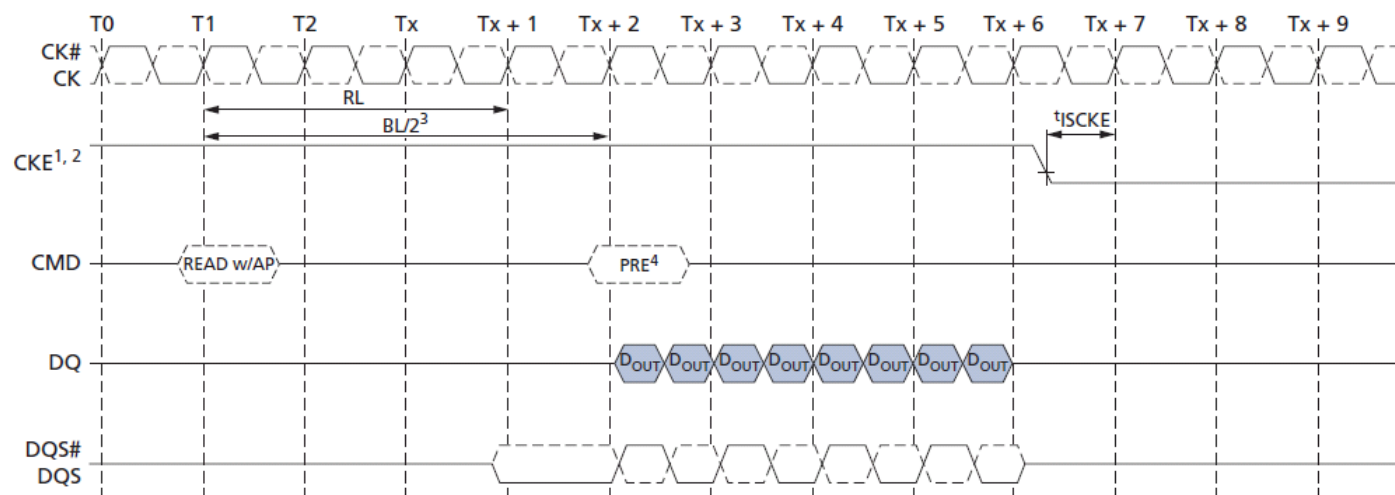 T0 T1 T2 Tx Tx + 1 Tx + 2 Tx + 3 Tx + 4 Tx + 5 Tx + 6 Tx + 7 Tx + 8 Tx + 9
CK#
CK
RL
BL/2³
tISCKE
CKE1, 2
CMD
READ w/AP PRE⁴
DQ
DOUT DOUT DOUT DOUT DOUT DOUT DOUT DOUT
DQS#
DQS